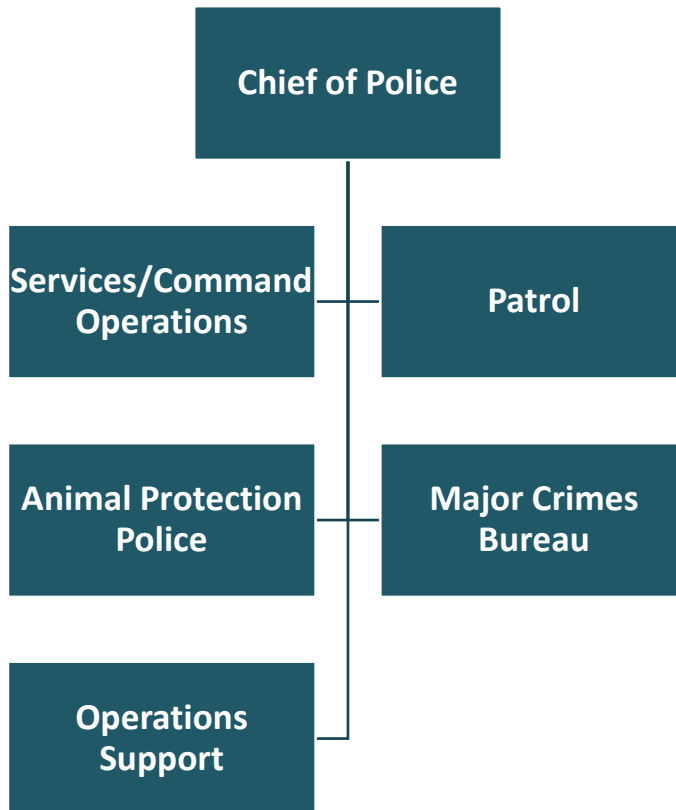 Chief of Police
Services/Command
Operations
Patrol
Animal Protection
Police
Major Crimes
Bureau
Operations
Support